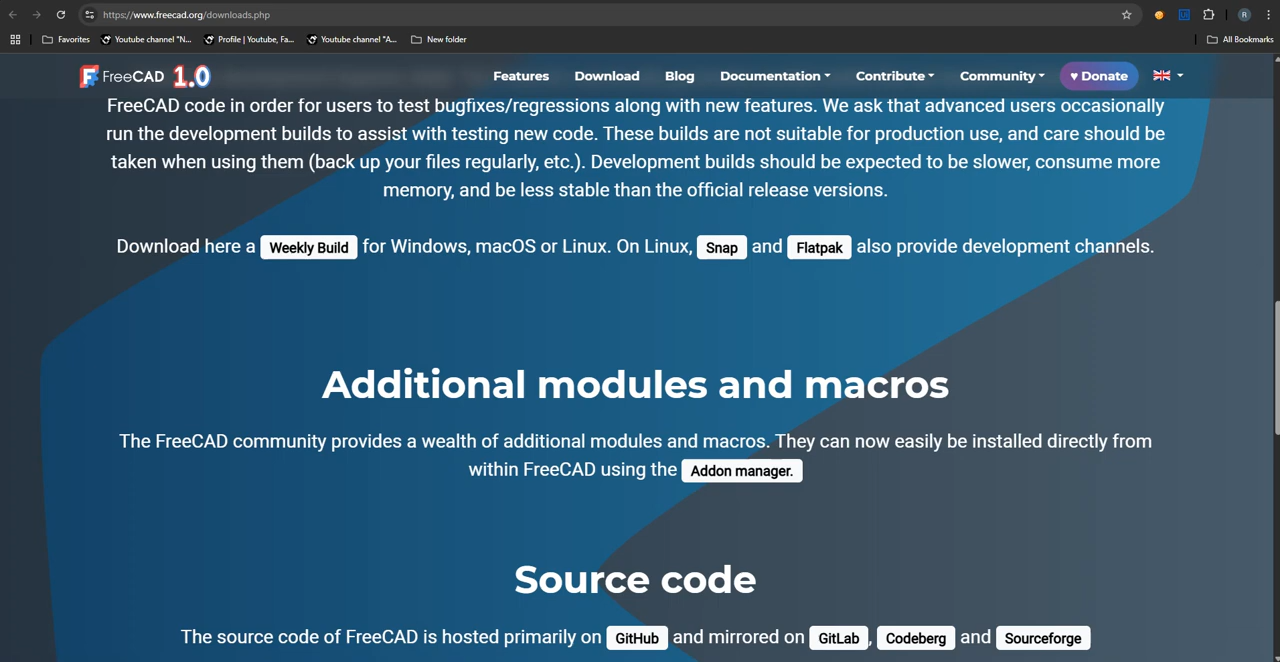 https://www.freecad.org/downloads.php
R
Favorites Youtube channel "N... Profile | Youtube, Fa... Youtube channel "A... New folder All Bookmarks
FreeCAD 1.0 Features Download Blog Documentation Contribute Community ♥ Donate
FreeCAD code in order for users to test bugfixes/regressions along with new features. We ask that advanced users occasionally
run the development builds to assist with testing new code. These builds are not suitable for production use, and care should be
taken when using them (back up your files regularly, etc.). Development builds should be expected to be slower, consume more
memory, and be less stable than the official release versions.
Download here a Weekly Build for Windows, macOS or Linux. On Linux, Snap and Flatpak also provide development channels.
Additional modules and macros
The FreeCAD community provides a wealth of additional modules and macros. They can now easily be installed directly from
within FreeCAD using the Addon manager.
Source code
The source code of FreeCAD is hosted primarily on GitHub and mirrored on GitLab, Codeberg and Sourceforge